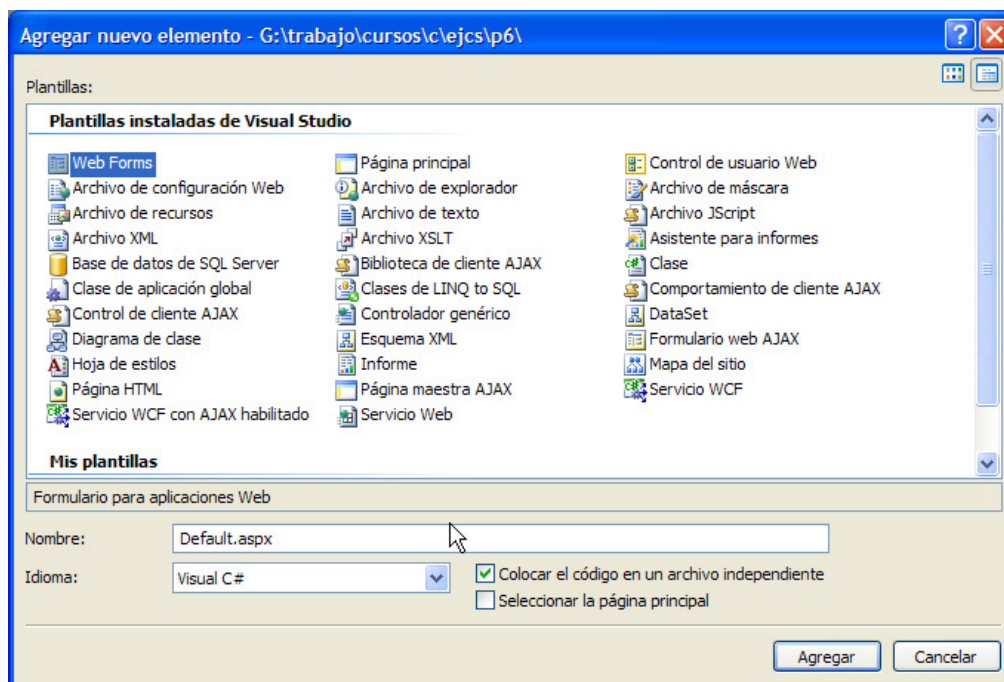 Agregar nuevo elemento - G:\trabajo\cursos\c\ejcs\p6\
Plantillas:
Plantillas instaladas de Visual Studio
Web Forms Página principal Control de usuario Web
Archivo de configuración Web Archivo de explorador Archivo de máscara
Archivo de recursos Archivo de texto Archivo JScript
Archivo XML Archivo XSLT Asistente para informes
Base de datos de SQL Server Biblioteca de cliente AJAX Clase
Clase de aplicación global Clases de LINQ to SQL Comportamiento de cliente AJAX
Control de cliente AJAX Controlador genérico DataSet
Diagrama de clase Esquema XML Formulario web AJAX
Hoja de estilos Informe Mapa del sitio
Página HTML Página maestra AJAX Servicio WCF
Servicio WCF con AJAX habilitado Servicio Web
Mis plantillas
Formulario para aplicaciones Web
Nombre: Default.aspx
Idioma: Visual C# Colocar el código en un archivo independiente
Seleccionar la página principal
Agregar Cancelar